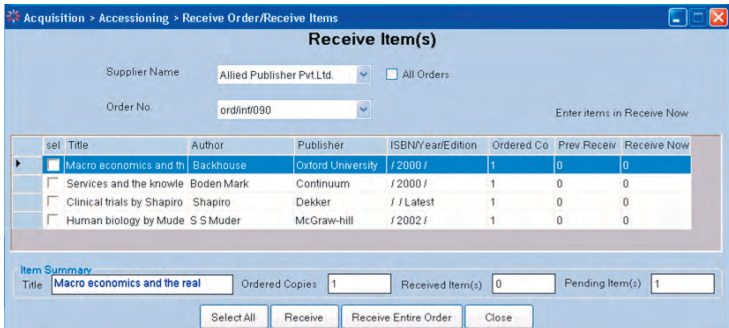 Acquisition > Accessioning > Receive Order/Receive Items
Receive Item(s)
Supplier Name Allied Publisher Pvt.Ltd. All Orders
Order No. ord/inf/090 Enter items in Receive Now
sel Title Author Publisher ISBN/Year/Edition Ordered Co Prev Receiv Receive Now
Macro economics and th Backhouse Oxford University / 2000 / 1 0 0
Services and the knowle Boden Mark Continuum / 2000 / 1 0 0
Clinical trials by Shapiro Shapiro Dekker / / Latest 1 0 0
Human biology by Mude S S Muder McGraw-hill / 2002 / 1 0 0
Item Summary
Title Macro economics and the real Ordered Copies 1 Received Item(s) 0 Pending Item(s) 1
Select All Receive Receive Entire Order Close